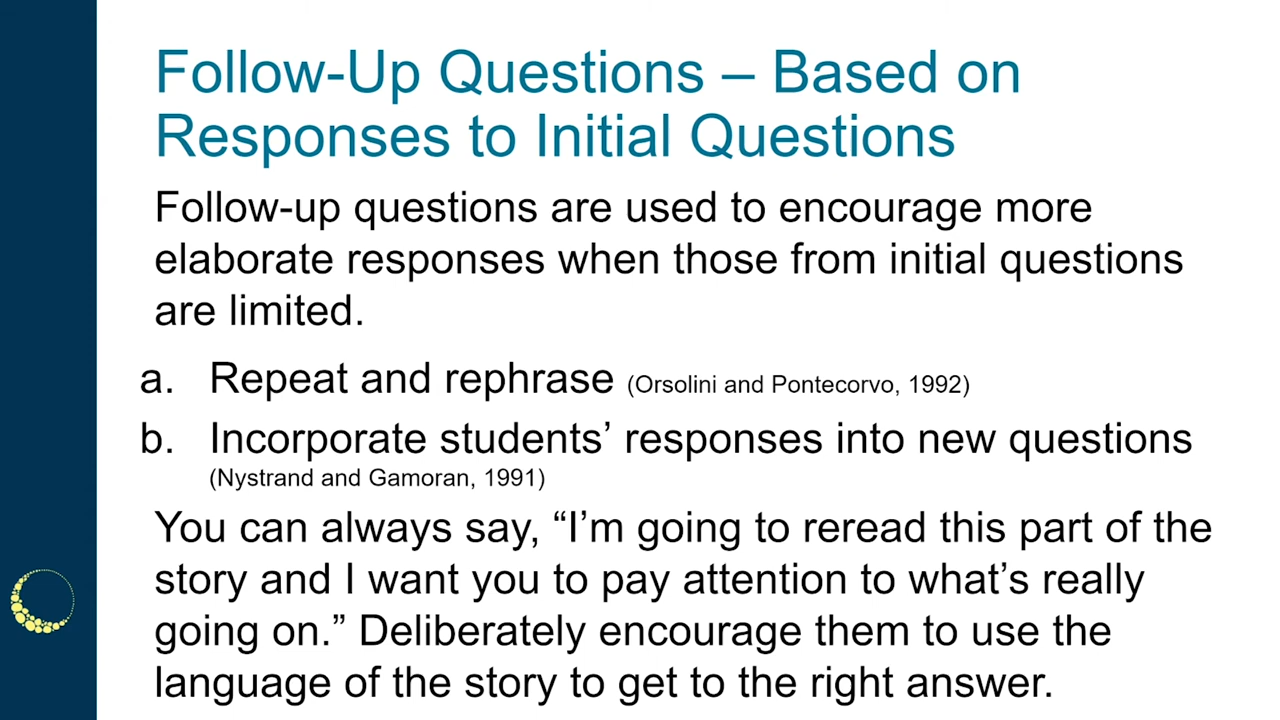 Follow-Up Questions – Based on
Responses to Initial Questions
Follow-up questions are used to encourage more
elaborate responses when those from initial questions
are limited.
a. Repeat and rephrase (Orsolini and Pontecorvo, 1992)
b. Incorporate students’ responses into new questions
(Nystrand and Gamoran, 1991)
You can always say, “I’m going to reread this part of the
story and I want you to pay attention to what’s really
going on.” Deliberately encourage them to use the
language of the story to get to the right answer.